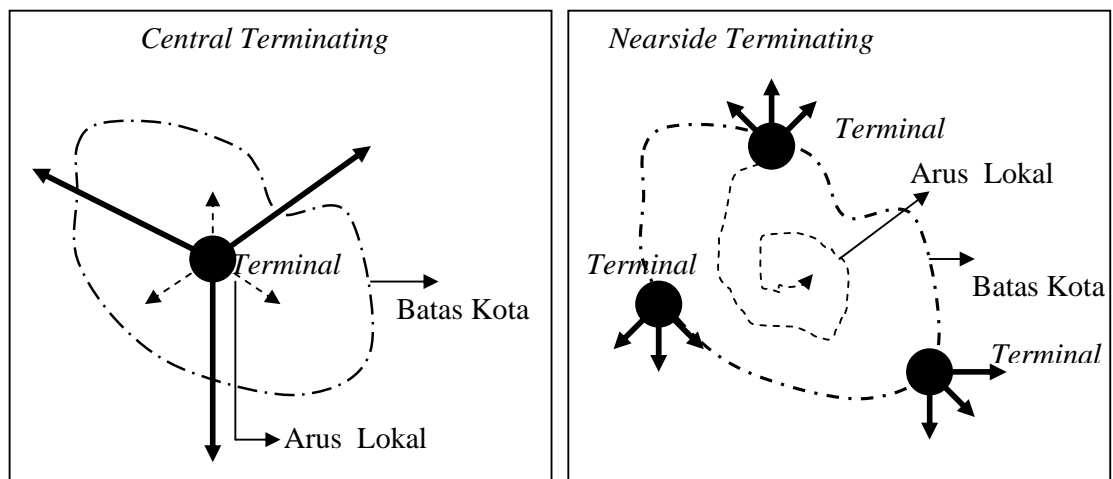 Central Terminating
Terminal
Batas Kota
Arus Lokal
Nearside Terminating
Terminal
Arus Lokal
Terminal
Batas Kota
Terminal